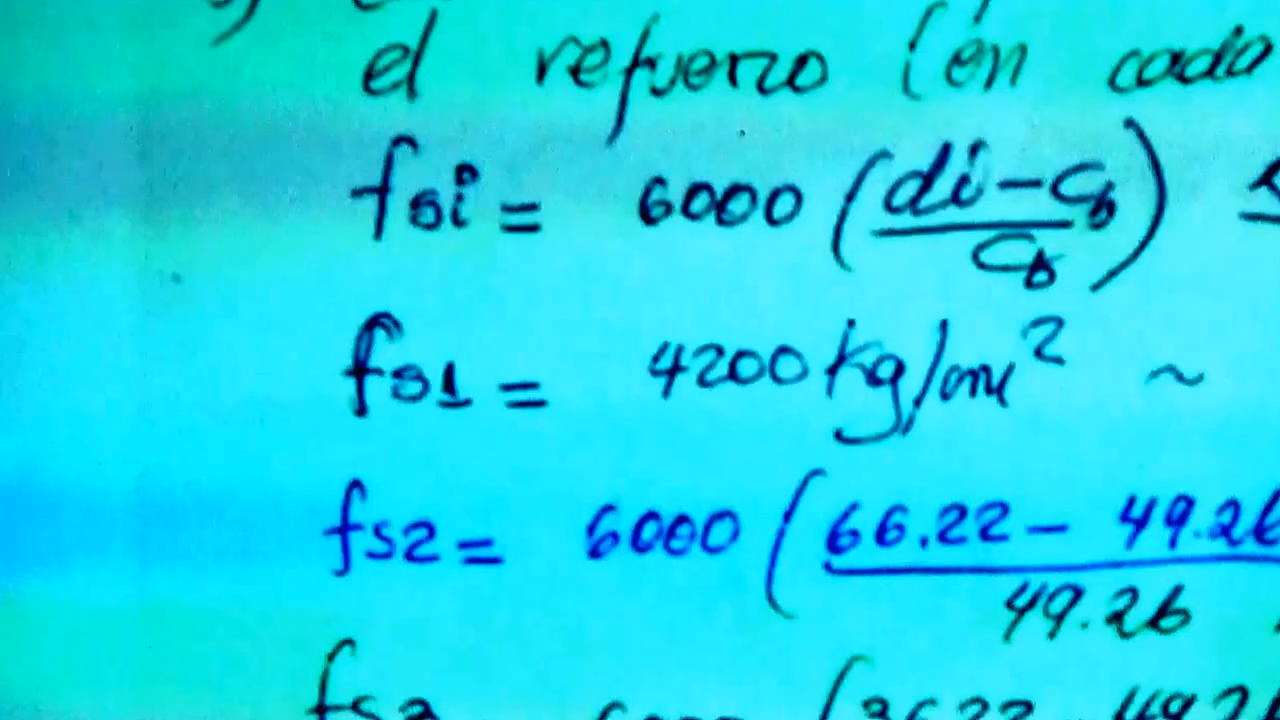 el refuerzo (en cada
fsi = 6000 (di - Cb / Cb)
fs1 = 4200 kg/cm² ~
fs2 = 6000 (66.22 - 49.26 / 49.26